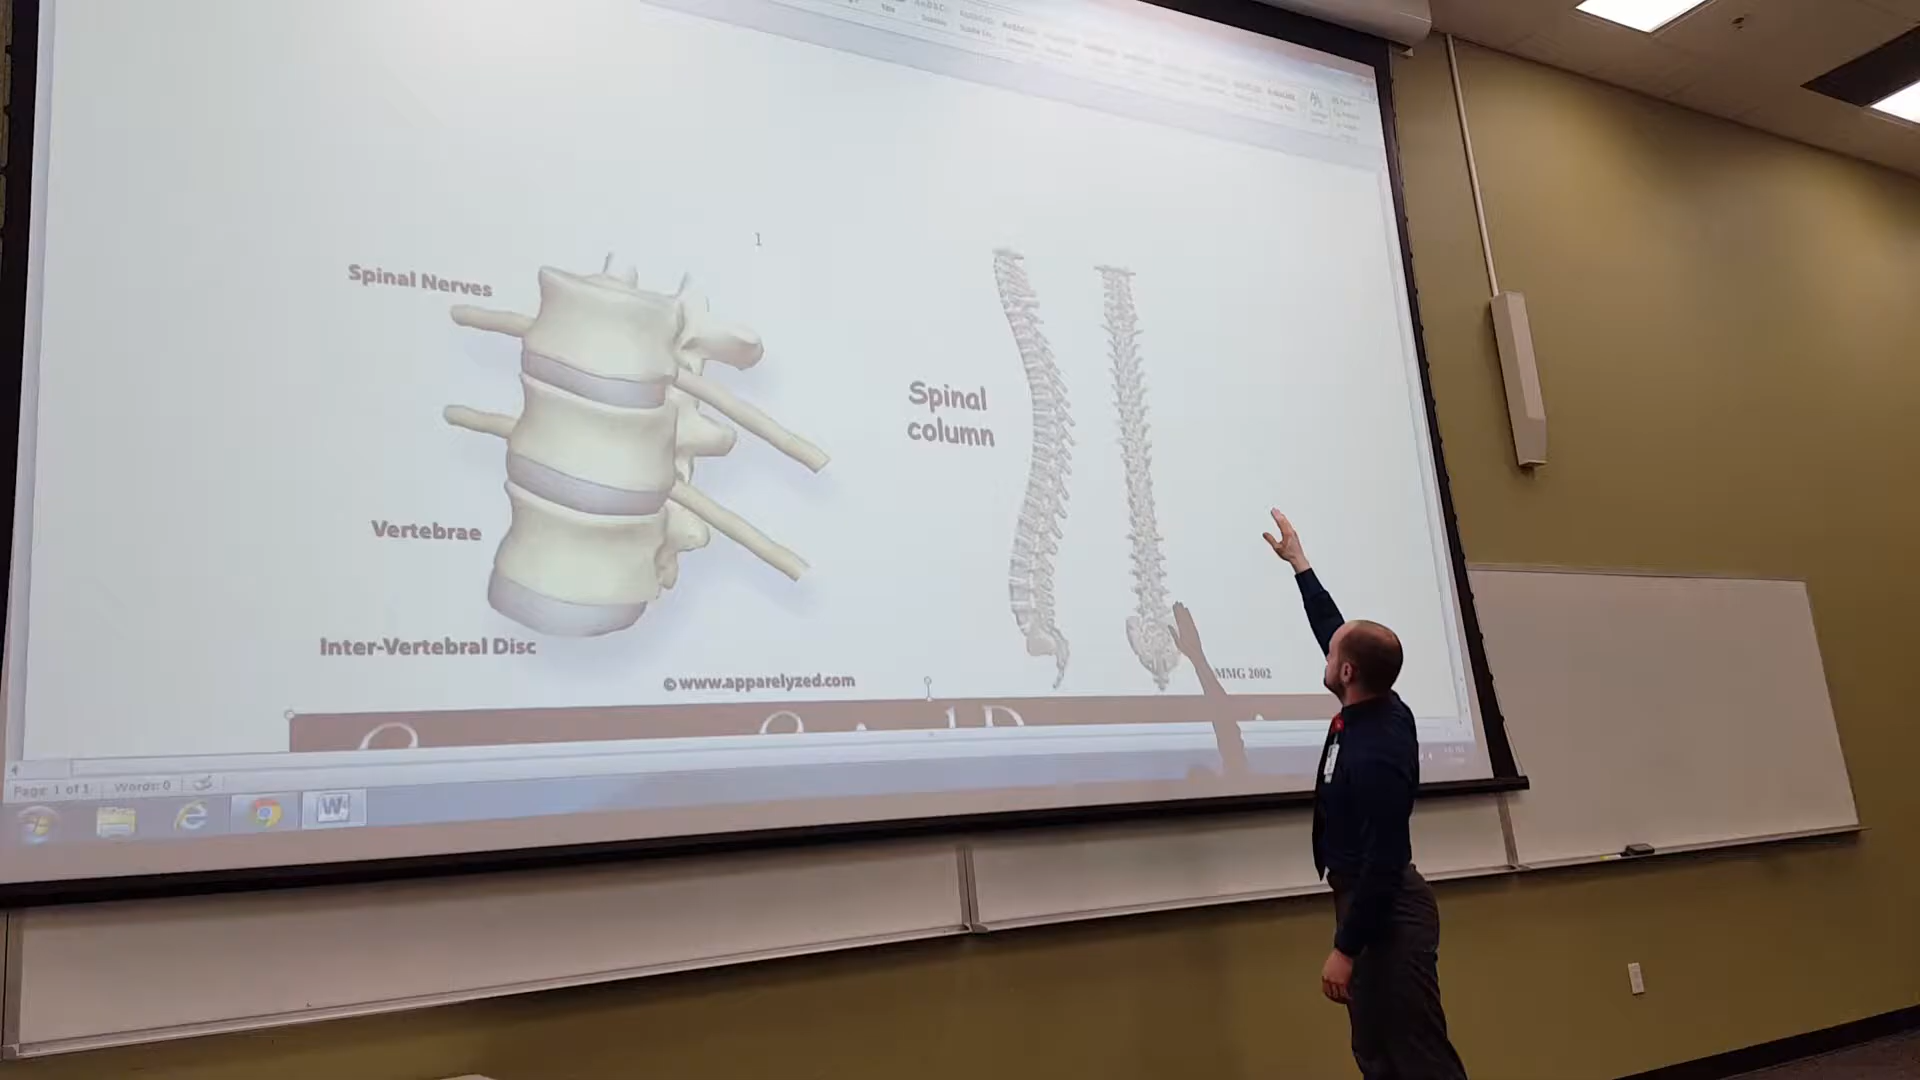 1
Spinal Nerves
Spinal
column
Vertebrae
Inter-Vertebral Disc
© www.apparelyzed.com
MMG 2002
Page: 1 of 1
Words: 0
W